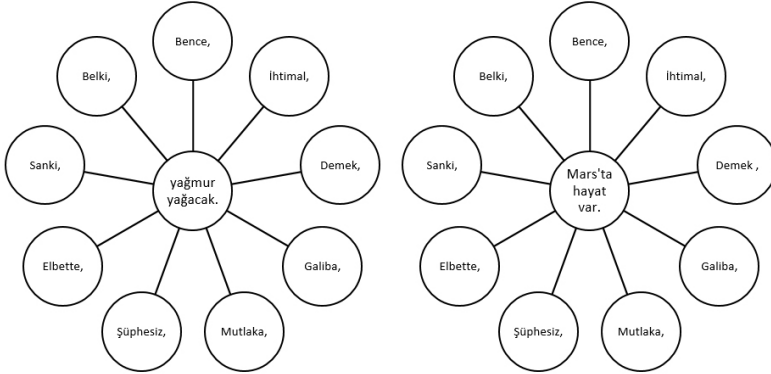 Bence,
İhtimal,
Demek,
Galiba,
Mutlaka,
Şüphesiz,
Elbette,
Sanki,
Belki,
yağmur
yağacak.
Bence,
İhtimal,
Demek ,
Galiba,
Mutlaka,
Şüphesiz,
Elbette,
Sanki,
Belki,
Mars'ta
hayat
var.